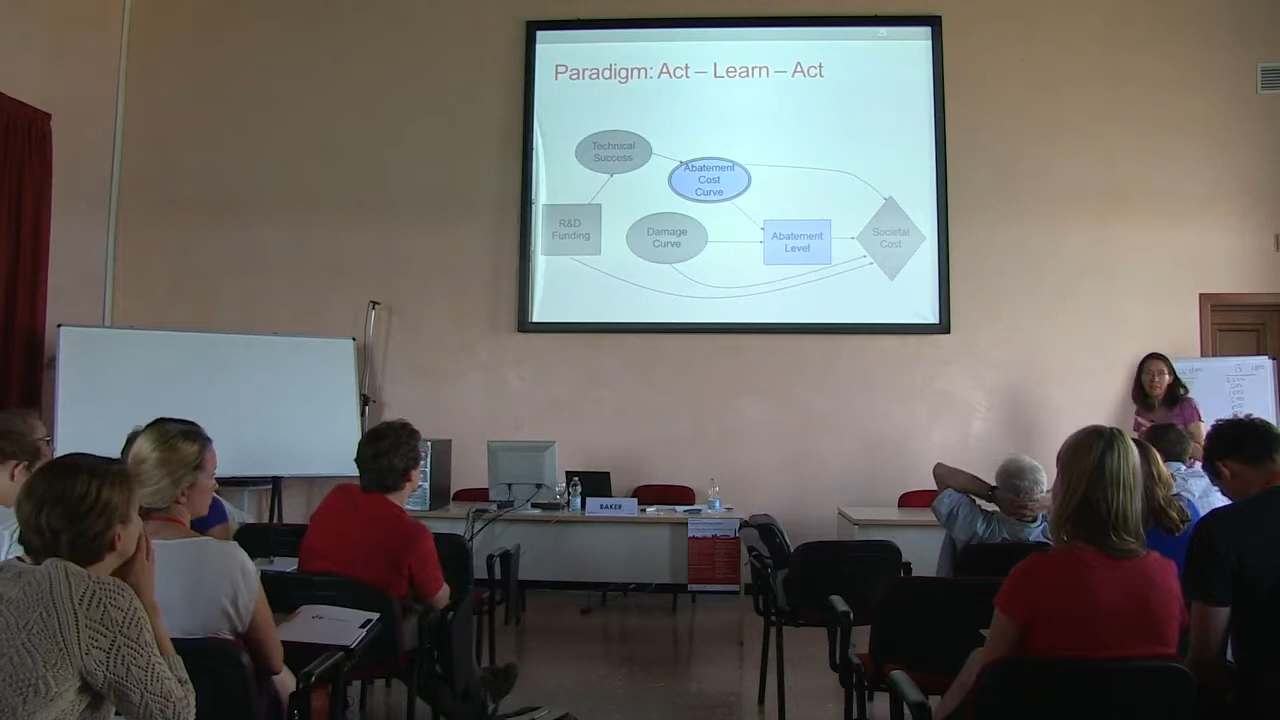 Paradigm: Act – Learn – Act
Technical
Success
Abatement
Cost
Curve
R&D
Funding
Damage
Curve
Abatement
Level
Societal
Cost
BAKER
B